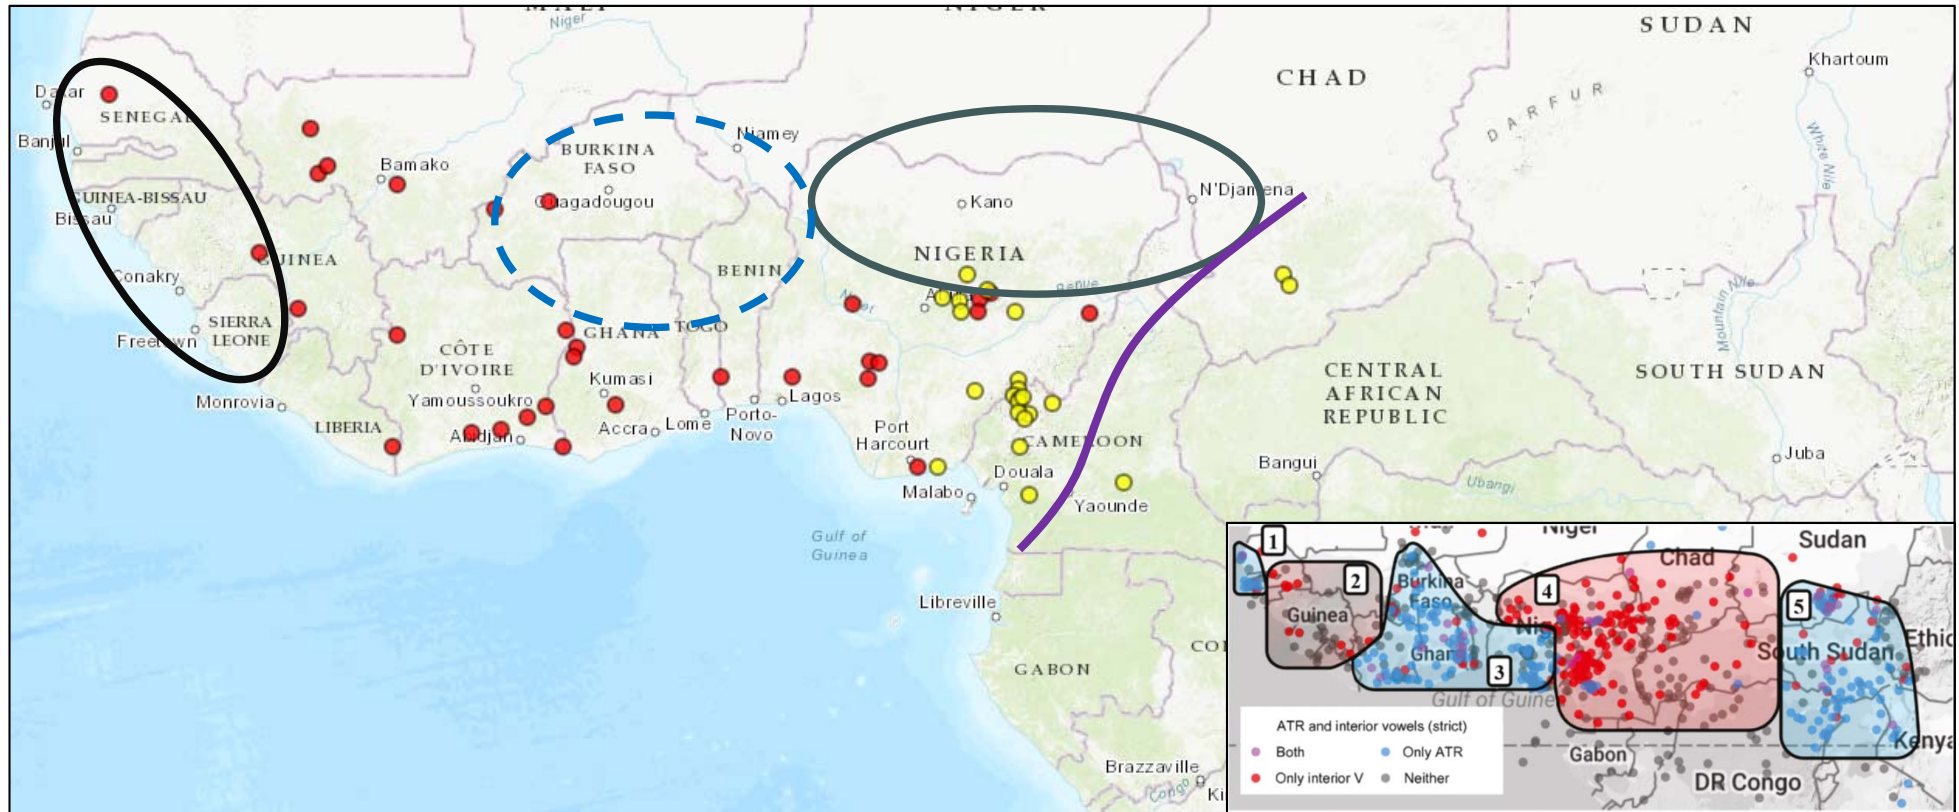 MALI
NIGER
Niger
SUDAN
Khartoum
CHAD
DARFUR
White Nile
Dakar
SENEGAL
Banjul
Bamako
Niamey
BURKINA
FASO
Ouagadougou
Kano
N'Djamena
GUINEA-BISSAU
Bissau
GUINEA
Conakry
NIGERIA
BENIN
Benue
Niger
Mountain Nile
SIERRA
LEONE
Freetown
GHANA
TOGO
CÔTE
D'IVOIRE
Yamoussoukro
Kumasi
CENTRAL
AFRICAN
REPUBLIC
SOUTH SUDAN
Monrovia
LIBERIA
Abidjan
Accra
Lome
Porto-
Novo
Lagos
Port
Harcourt
CAMEROON
Douala
Malabo
Yaounde
Bangui
Ubangi
Juba
Gulf of
Guinea
Libreville
GABON
Brazzaville
Congo
Niger
Sudan
Chad
1
2
3
4
5
Burkina
Faso
Guinea
South Sudan
Gulf of Guine
Ethio
Kenya
Gabon
DR Congo
ATR and interior vowels (strict)
Both
Only ATR
Only interior V
Neither